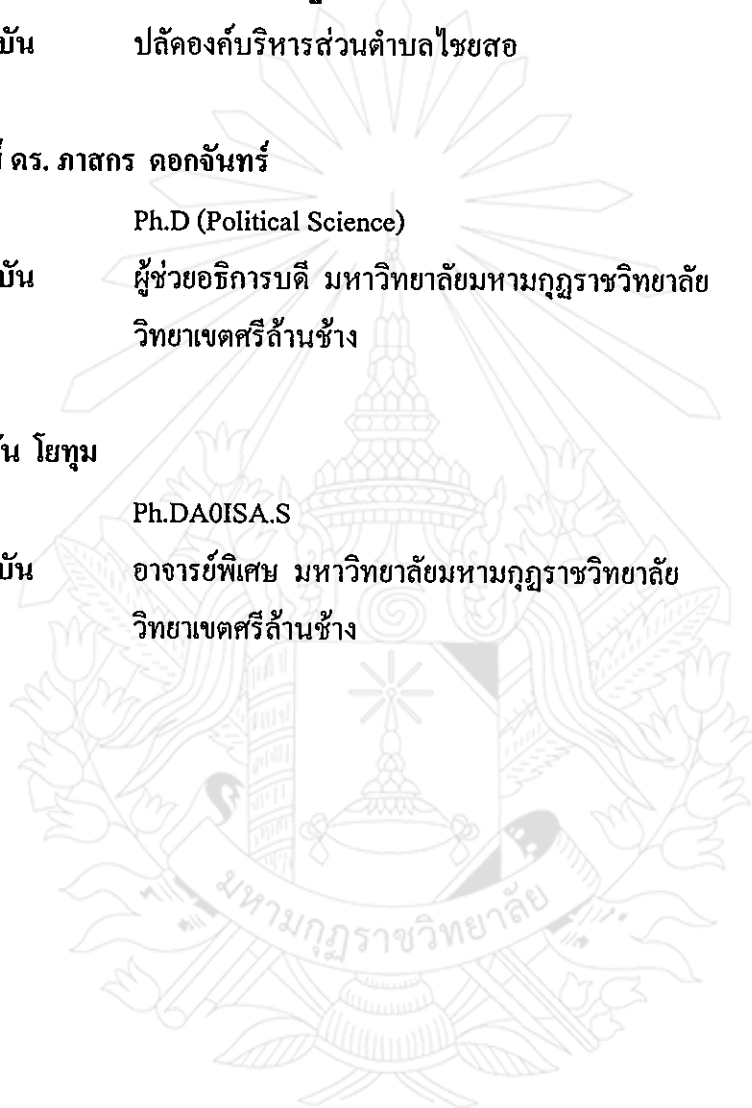 ปลัดองค์บริหารส่วนตำบลไชยสอ
ดร. ภาสกร ดอกจันทร์
Ph.D (Political Science)
ผู้ช่วยอธิการบดี มหาวิทยาลัยมหามกุฏราชวิทยาลัย
วิทยาเขตศรีล้านช้าง
โยทุม
Ph.DA0ISA.S
อาจารย์พิเศษ มหาวิทยาลัยมหามกุฏราชวิทยาลัย
วิทยาเขตศรีล้านช้าง
มหามกุฏราชวิทยาลัย